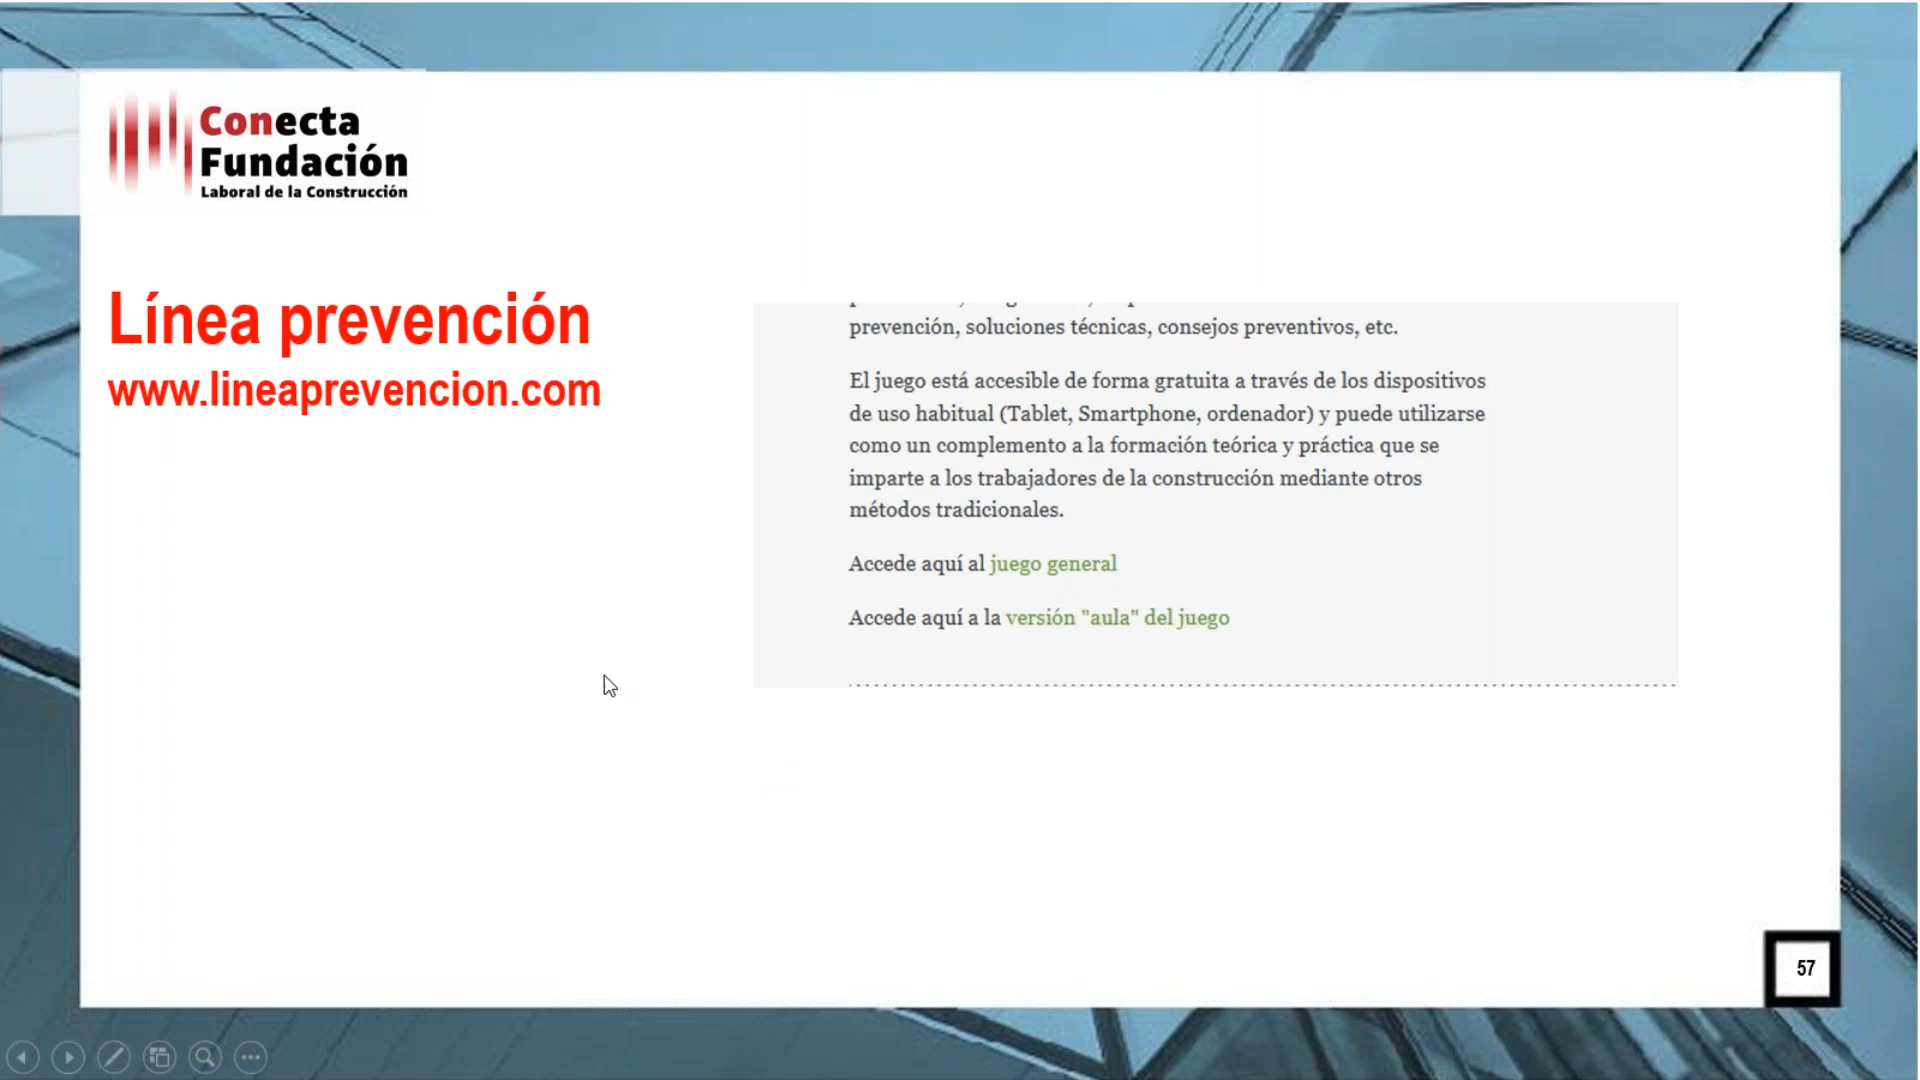 Conecta
Fundación
Laboral de la Construcción
Línea prevención
www.lineaprevencion.com
prevención, soluciones técnicas, consejos preventivos, etc.
El juego está accesible de forma gratuita a través de los dispositivos
de uso habitual (Tablet, Smartphone, ordenador) y puede utilizarse
como un complemento a la formación teórica y práctica que se
imparte a los trabajadores de la construcción mediante otros
métodos tradicionales.
Accede aquí al juego general
Accede aquí a la versión "aula" del juego
57